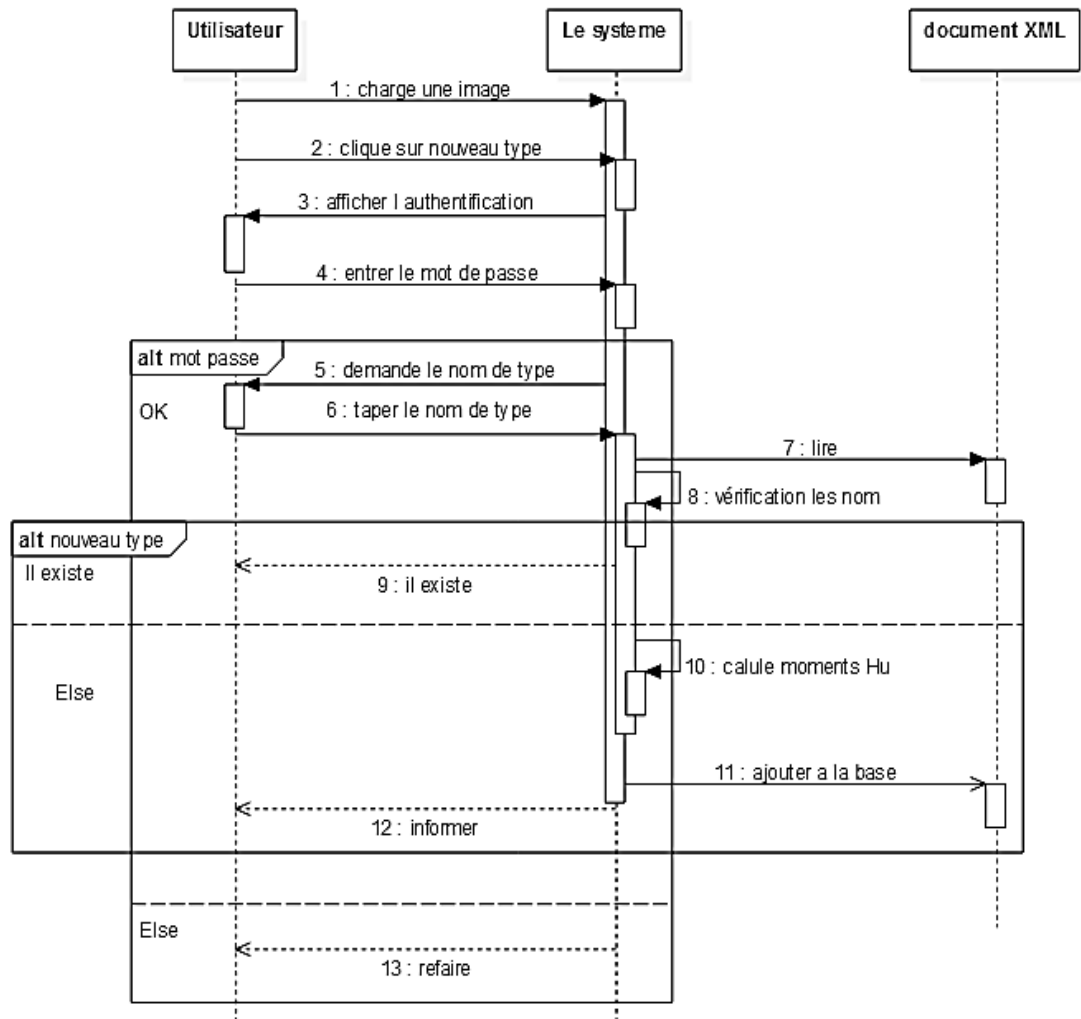 Utilisateur
Le systeme
document XML
1 : charge une image
2 : clique sur nouveau type
3 : afficher l authentification
4 : entrer le mot de passe
alt mot passe
5 : demande le nom de type
OK
6 : taper le nom de type
7 : lire
8 : vérification les nom
alt nouveau type
Il existe
9 : il existe
10 : calule moments Hu
Else
11 : ajouter a la base
12 : informer
Else
13 : refaire